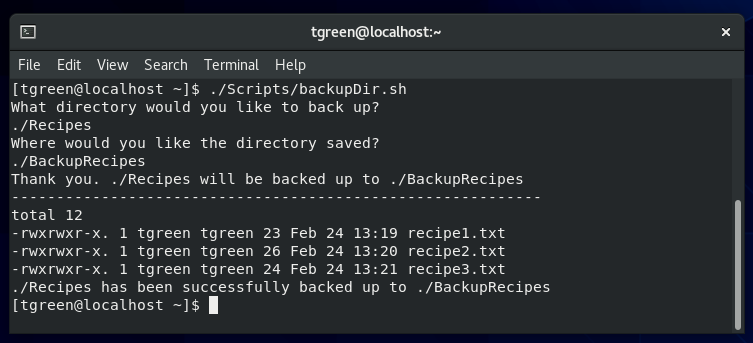 tgreen@localhost:~
File Edit View Search Terminal Help
[tgreen@localhost ~]$ ./Scripts/backupDir.sh
What directory would you like to back up?
./Recipes
Where would you like the directory saved?
./BackupRecipes
Thank you. ./Recipes will be backed up to ./BackupRecipes
-----------------------------------------------------------
total 12
-rwxrwxr-x. 1 tgreen tgreen 23 Feb 24 13:19 recipe1.txt
-rwxrwxr-x. 1 tgreen tgreen 26 Feb 24 13:20 recipe2.txt
-rwxrwxr-x. 1 tgreen tgreen 24 Feb 24 13:21 recipe3.txt
./Recipes has been successfully backed up to ./BackupRecipes
[tgreen@localhost ~]$